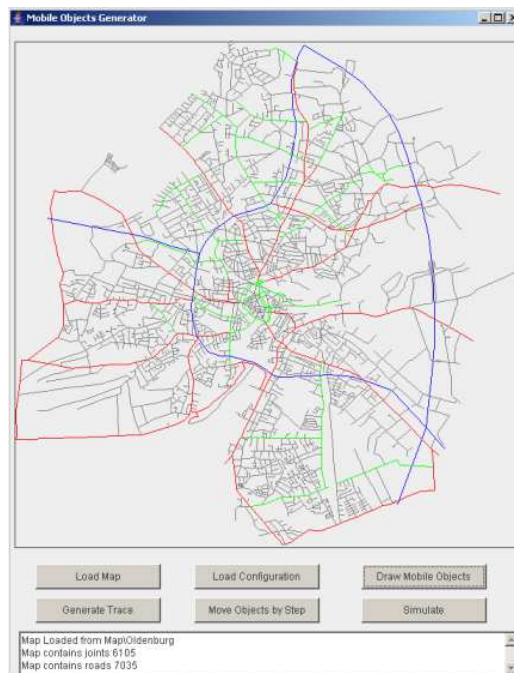 Mobile Objects Generator
Load Map
Load Configuration
Draw Mobile Objects
Generate Trace
Move Objects by Step
Simulate
Map Loaded from Map\Oldenburg
Map contains joints 6105
Map contains roads 7035